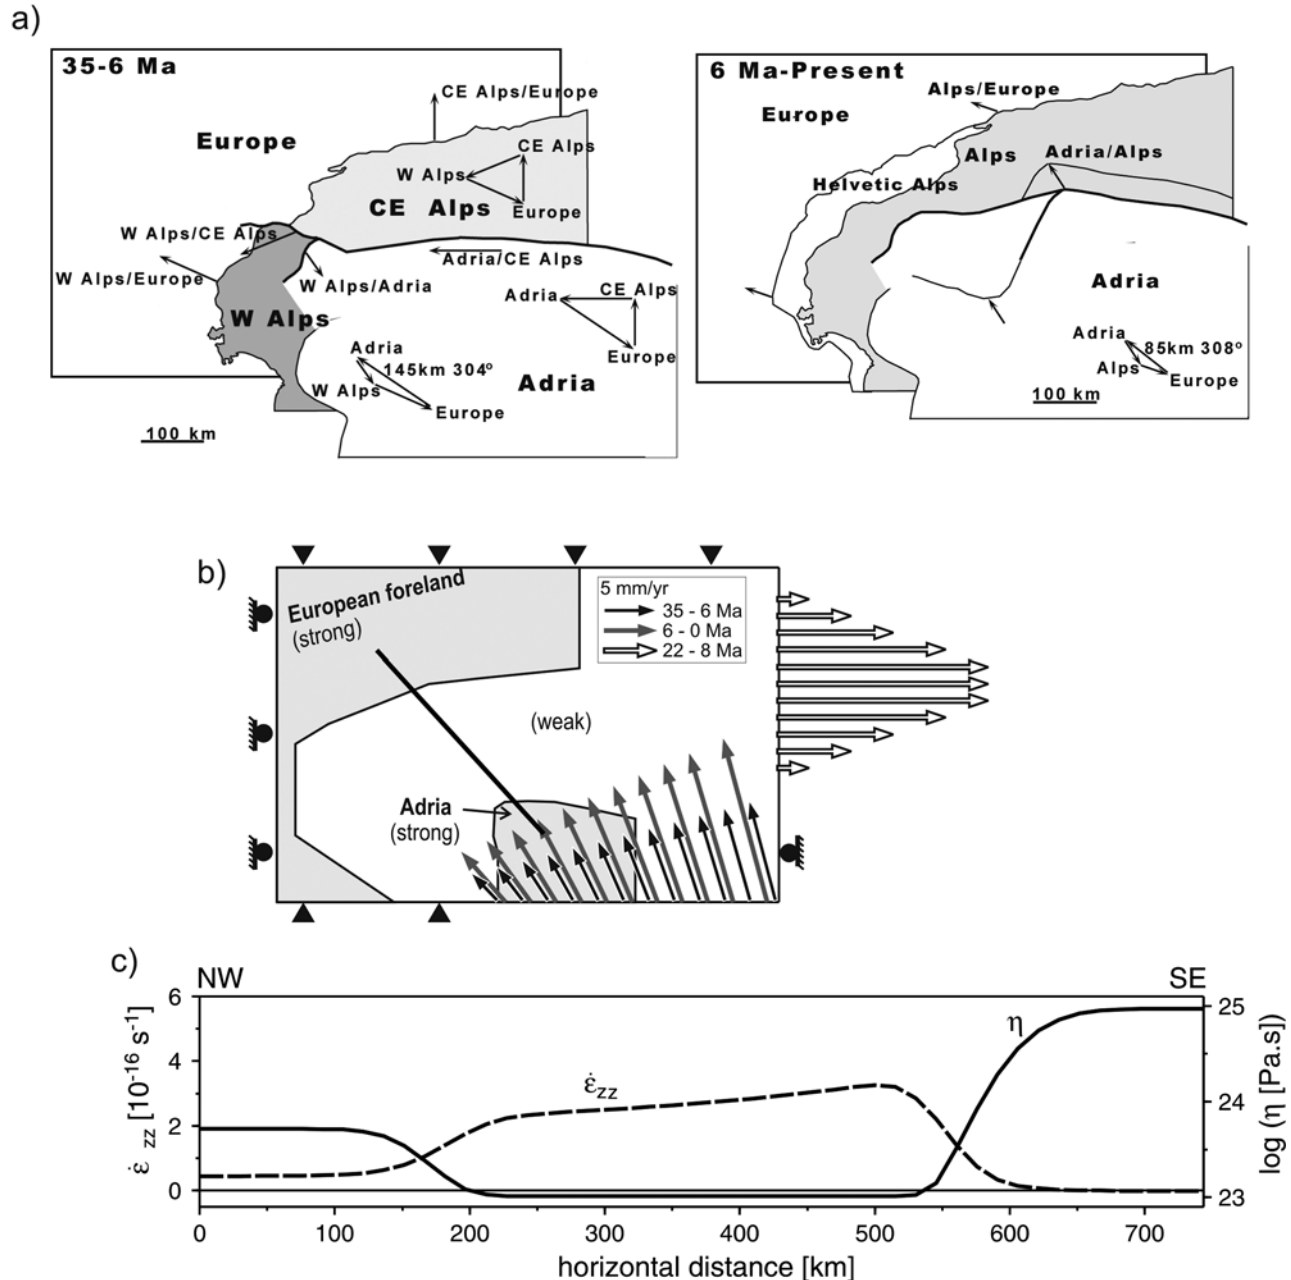 a)
35-6 Ma
CE Alps/Europe
Europe
CE Alps
W Alps
Europe
CE Alps
W Alps/CE Alps
Adria/CE Alps
W Alps/Europe
W Alps/Adria
CE Alps
Adria
W Alps
Europe
Adria
145km 304º
Adria
W Alps
Europe
100 km
6 Ma-Present
Alps/Europe
Europe
Alps
Adria/Alps
Helvetic Alps
Adria
Adria
85km 308º
Alps
Europe
100 km
b)
European foreland
(strong)
5 mm/yr
35 - 6 Ma
6 - 0 Ma
22 - 8 Ma
(weak)
Adria
(strong)
c)
NW
SE
6
4
2
0
ε̇ zz [10⁻¹⁶ s⁻¹]
ε̇zz
η
25
24
23
log (η [Pa.s])
0 100 200 300 400 500 600 700
horizontal distance [km]